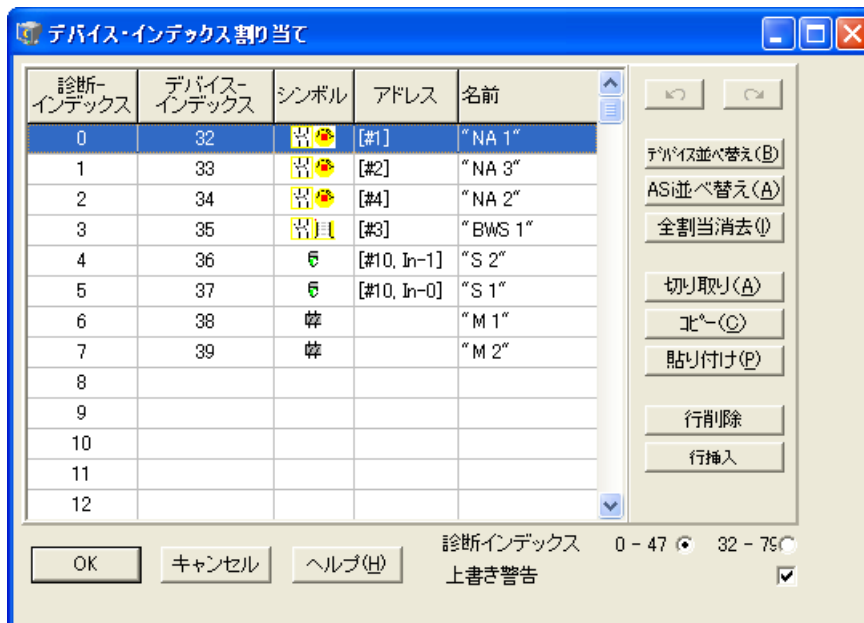 デバイス・インデックス割り当て
診断-インデックス デバイス-インデックス シンボル アドレス 名前
0 32 [#1] "NA 1"
1 33 [#2] "NA 3"
2 34 [#4] "NA 2"
3 35 [#3] "BWS 1"
4 36 [#10, In-1] "S 2"
5 37 [#10, In-0] "S 1"
6 38 "M 1"
7 39 "M 2"
8
9
10
11
12
デバイス並べ替え(B)
ASi並べ替え(A)
全割当消去(I)
切り取り(A)
コピー(C)
貼り付け(P)
行削除
行挿入
診断インデックス 0 - 47 32 - 79
上書き警告
OK キャンセル ヘルプ(H)